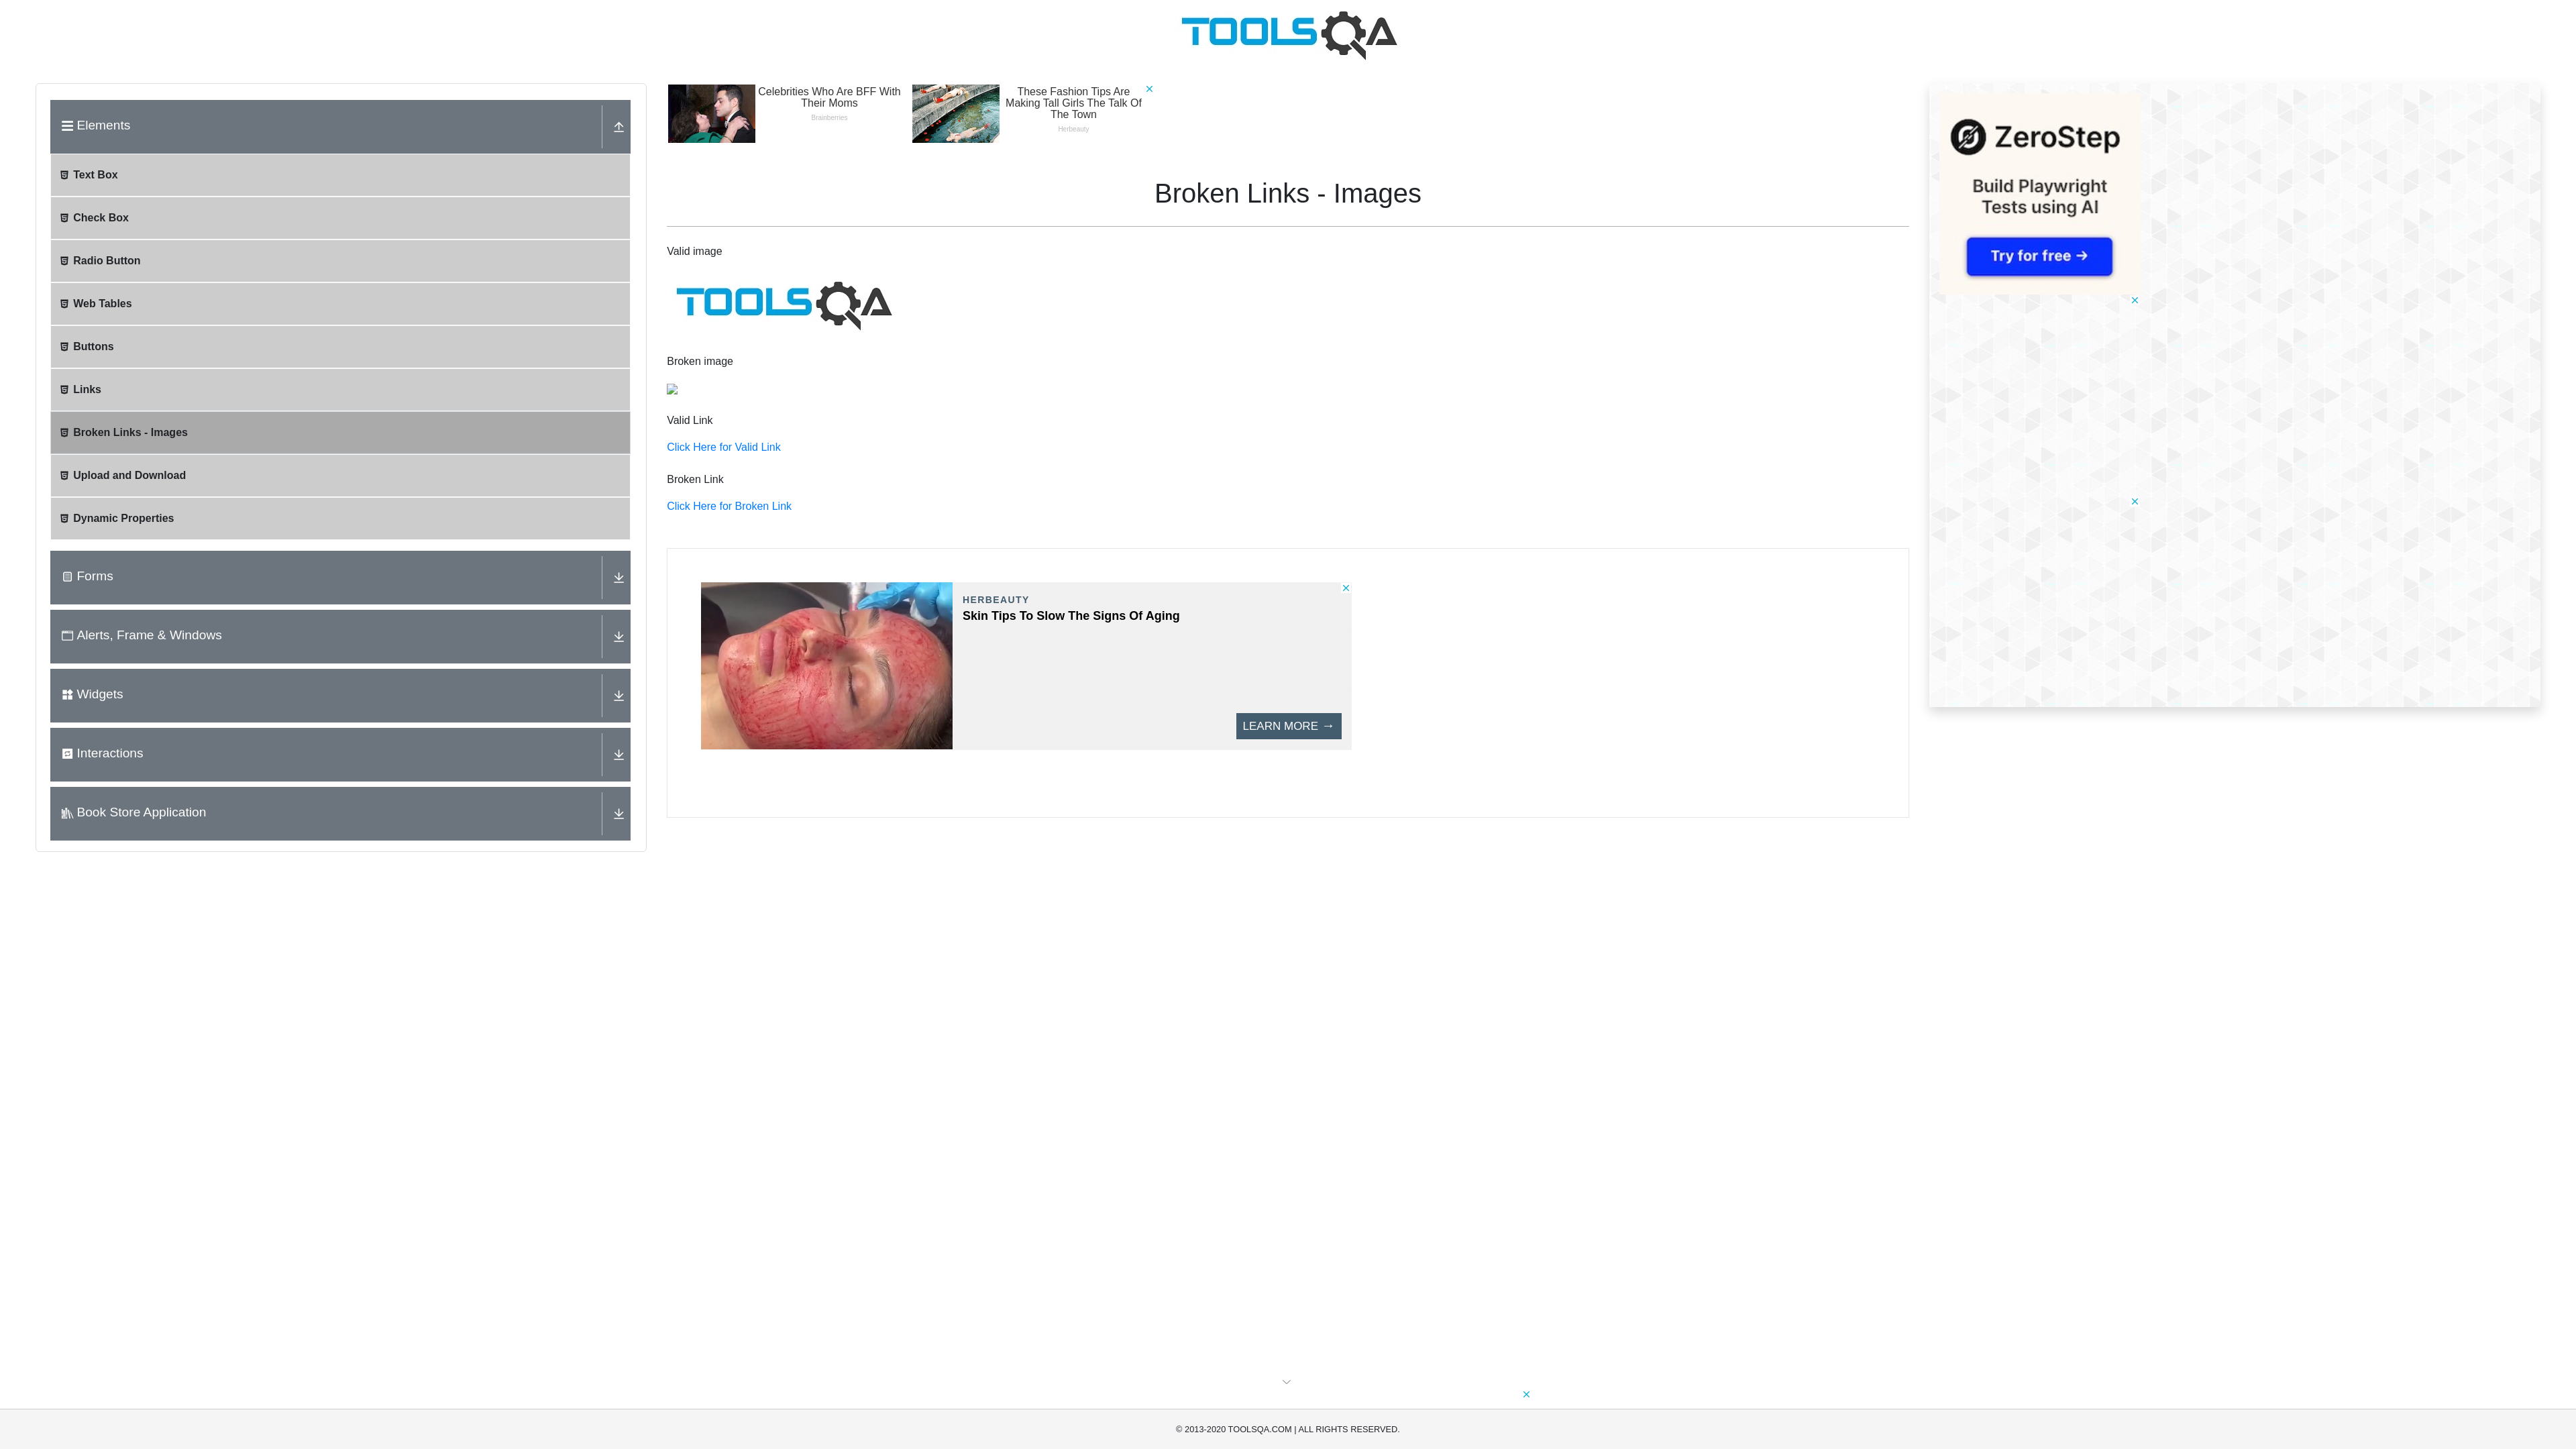 TOOLSQA
Elements
Text Box
Check Box
Radio Button
Web Tables
Buttons
Links
Broken Links - Images
Upload and Download
Dynamic Properties
Forms
Alerts, Frame & Windows
Widgets
Interactions
Book Store Application
Celebrities Who Are BFF With
Their Moms
Brainberries
These Fashion Tips Are
Making Tall Girls The Talk Of
The Town
Herbeauty
Broken Links - Images
Valid image
TOOLSQA
Broken image
Valid Link
Click Here for Valid Link
Broken Link
Click Here for Broken Link
HERBEAUTY
Skin Tips To Slow The Signs Of Aging
LEARN MORE →
ZeroStep
Build Playwright
Tests using AI
Try for free →
© 2013-2020 TOOLSQA.COM | ALL RIGHTS RESERVED.